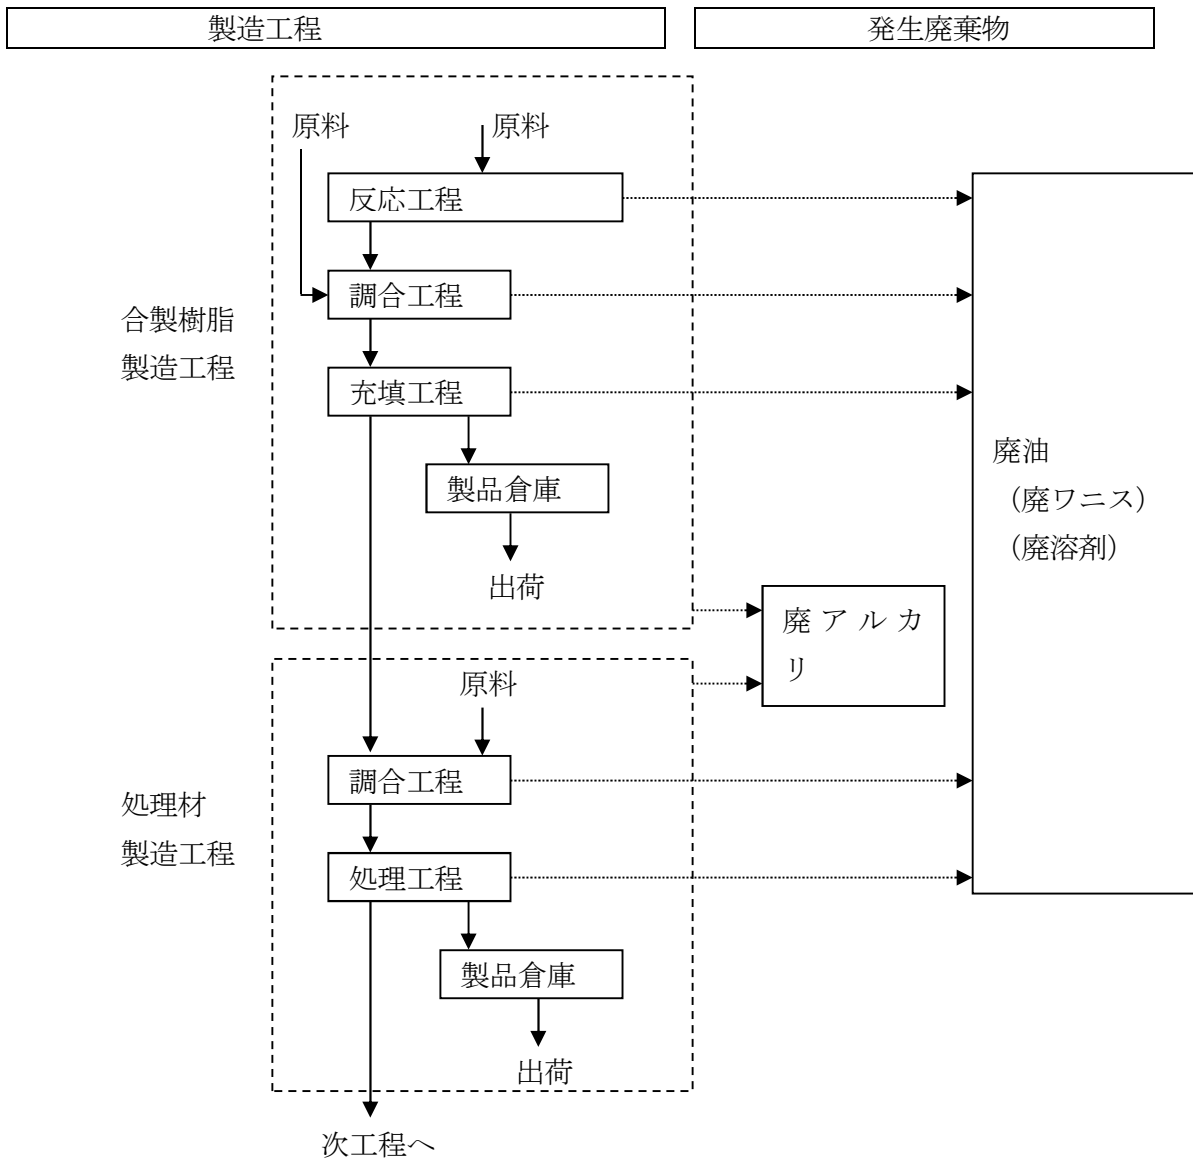 製造工程
発生廃棄物
原料
原料
反応工程
調合工程
合製樹脂
製造工程
充填工程
製品倉庫
出荷
廃油
（廃ワニス）
（廃溶剤）
廃アルカ
リ
原料
調合工程
処理材
製造工程
処理工程
製品倉庫
出荷
次工程へ